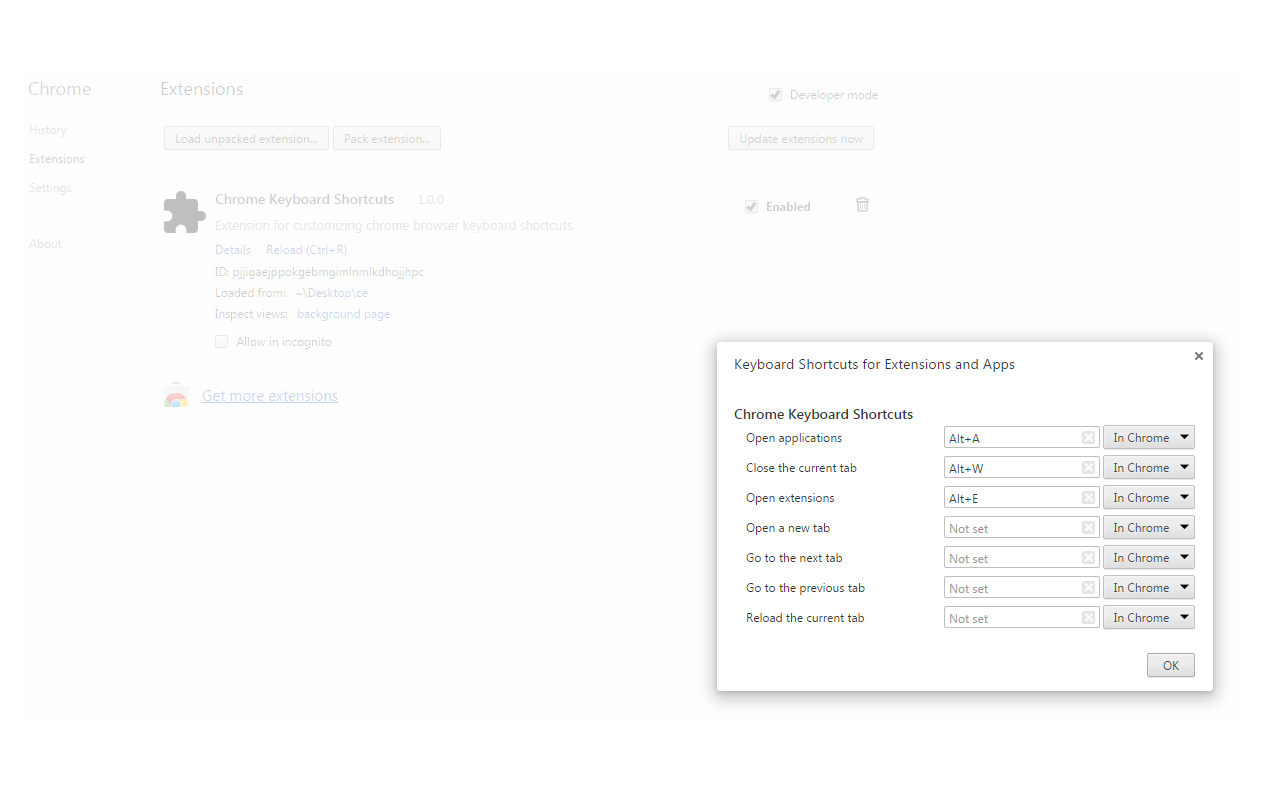 Chrome
Extensions
Developer mode
History
Extensions
Settings
About
Load unpacked extension...
Pack extension...
Update extensions now
Chrome Keyboard Shortcuts 1.0.0
Enabled
Extension for customizing chrome browser keyboard shortcuts.
Details Reload (Ctrl+R)
ID: pjjigaejppokgebmgimlnmlkdhojjhpc
Loaded from: ~\Desktop\ce
Inspect views: background page
Allow in incognito
Get more extensions
Keyboard Shortcuts for Extensions and Apps
Chrome Keyboard Shortcuts
Open applications Alt+A In Chrome
Close the current tab Alt+W In Chrome
Open extensions Alt+E In Chrome
Open a new tab Not set In Chrome
Go to the next tab Not set In Chrome
Go to the previous tab Not set In Chrome
Reload the current tab Not set In Chrome
OK